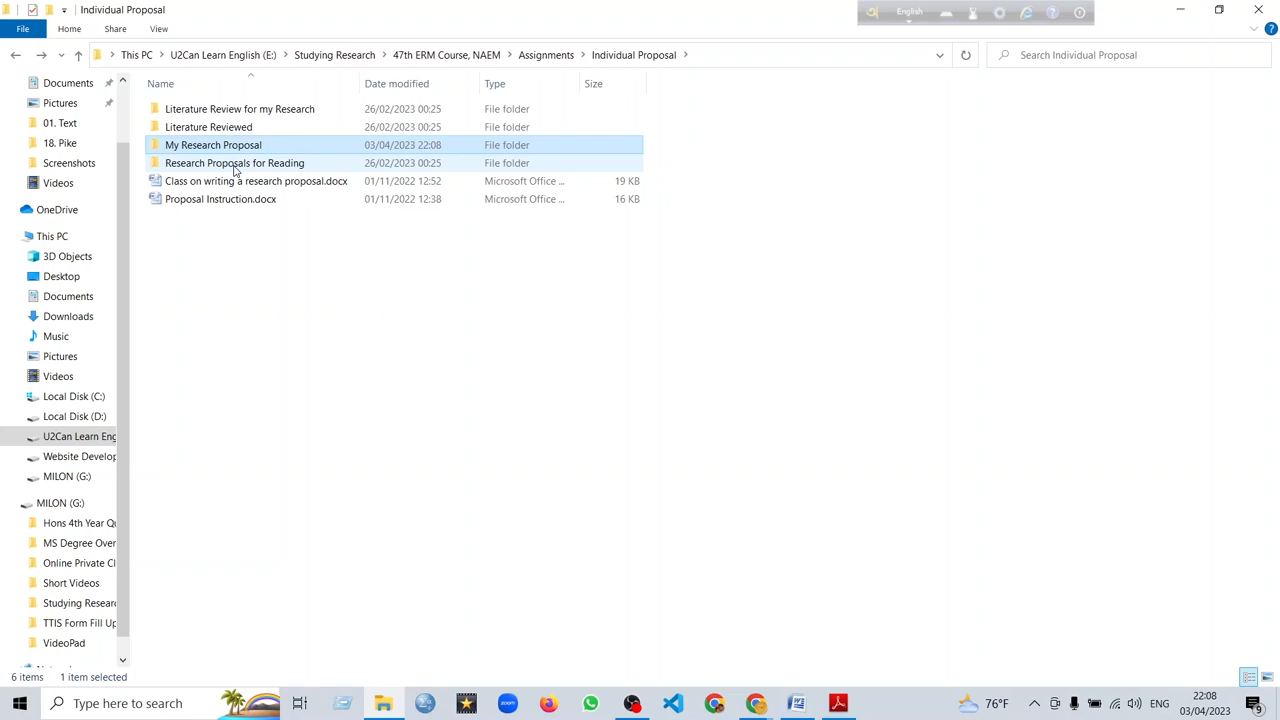 Individual Proposal
English
File Home Share View
This PC U2Can Learn English (E:) Studying Research 47th ERM Course, NAEM Assignments Individual Proposal
Search Individual Proposal
Name Date modified Type Size
Literature Review for my Research 26/02/2023 00:25 File folder
Literature Reviewed 26/02/2023 00:25 File folder
My Research Proposal 03/04/2023 22:08 File folder
Research Proposals for Reading 26/02/2023 00:25 File folder
Class on writing a research proposal.docx 01/11/2022 12:52 Microsoft Office ... 19 KB
Proposal Instruction.docx 01/11/2022 12:38 Microsoft Office ... 16 KB
Documents
Pictures
01. Text
18. Pike
Screenshots
Videos
OneDrive
This PC
3D Objects
Desktop
Documents
Downloads
Music
Pictures
Videos
Local Disk (C:)
Local Disk (D:)
U2Can Learn Eng
Website Develop
MILON (G:)
MILON (G:)
Hons 4th Year Qu
MS Degree Over
Online Private Cl
Short Videos
Studying Resear
TTIS Form Fill Up
VideoPad
6 items 1 item selected
Type here to search
zoom
76°F
ENG
22:08
03/04/2023
9